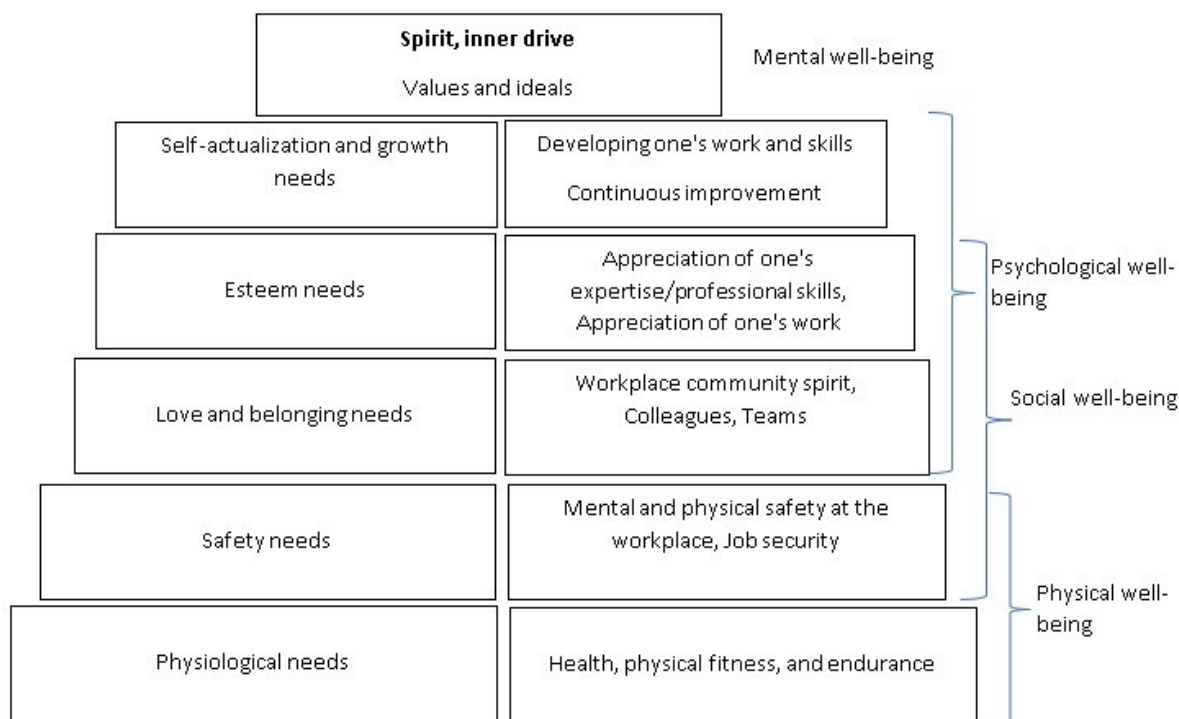 Spirit, inner drive
Values and ideals
Mental well-being
Self-actualization and growth
needs
Developing one's work and skills
Continuous improvement
Esteem needs
Appreciation of one's
expertise/professional skills,
Appreciation of one's work
Psychological well-
being
Love and belonging needs
Workplace community spirit,
Colleagues, Teams
Social well-being
Safety needs
Mental and physical safety at the
workplace, Job security
Physical well-
being
Physiological needs
Health, physical fitness, and endurance